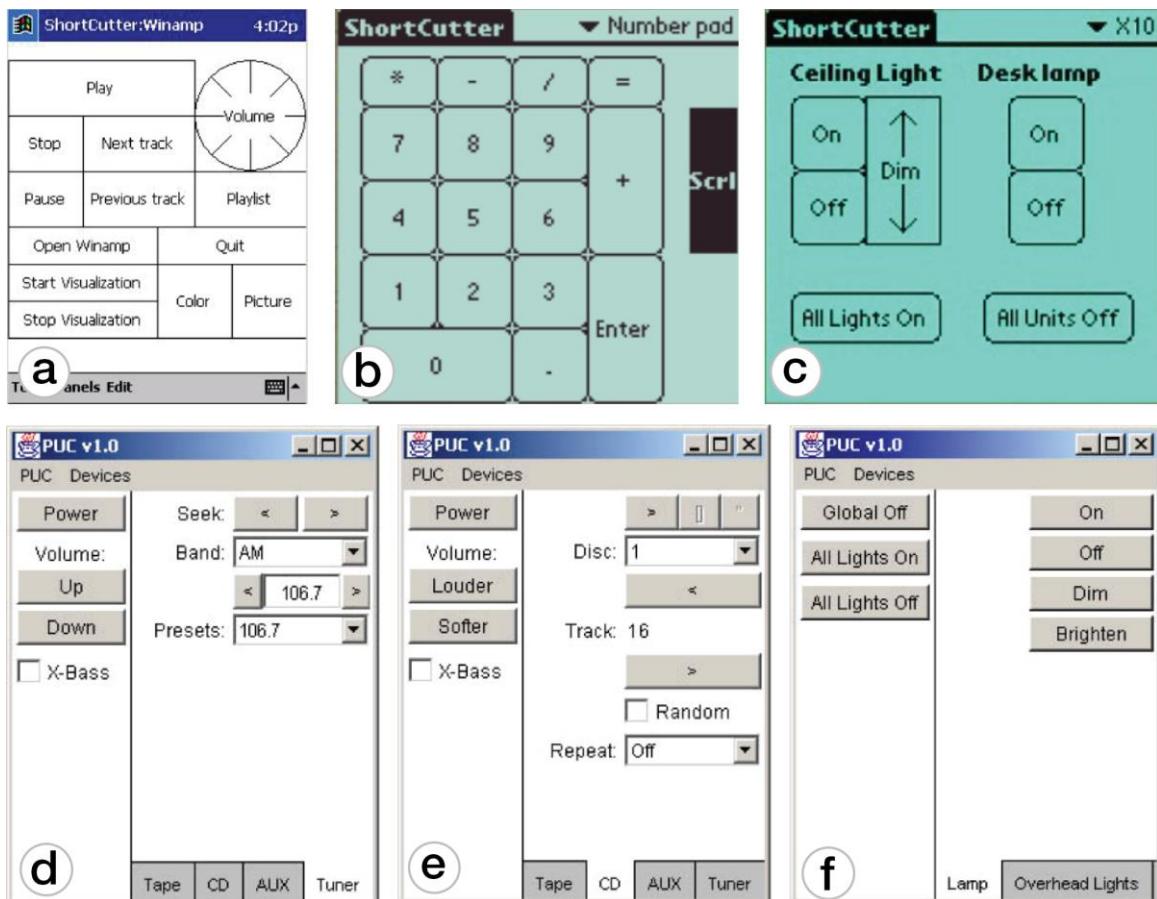 ShortCutter:Winamp 4:02p
Play
Volume
Stop Next track
Pause Previous track Playlist
Open Winamp Quit
Start Visualization
Color Picture
Stop Visualization
anels Edit
a
ShortCutter Number pad
* - / =
7 8 9
+
Scrl
4 5 6
1 2 3
Enter
0 .
b
ShortCutter X10
Ceiling Light Desk lamp
On On
Dim
Off Off
All Lights On All Units Off
c
PUC v1.0
PUC Devices
Power Seek: < >
Volume: Band: AM
Up < 106.7 >
Down Presets: 106.7
X-Bass
Tape CD AUX Tuner
d
PUC v1.0
PUC Devices
Power > [] "
Volume: Disc: 1
Louder <
Softer Track: 16
X-Bass >
Random
Repeat: Off
Tape CD AUX Tuner
e
PUC v1.0
PUC Devices
Global Off On
All Lights On Off
All Lights Off Dim
Brighten
Lamp Overhead Lights
f